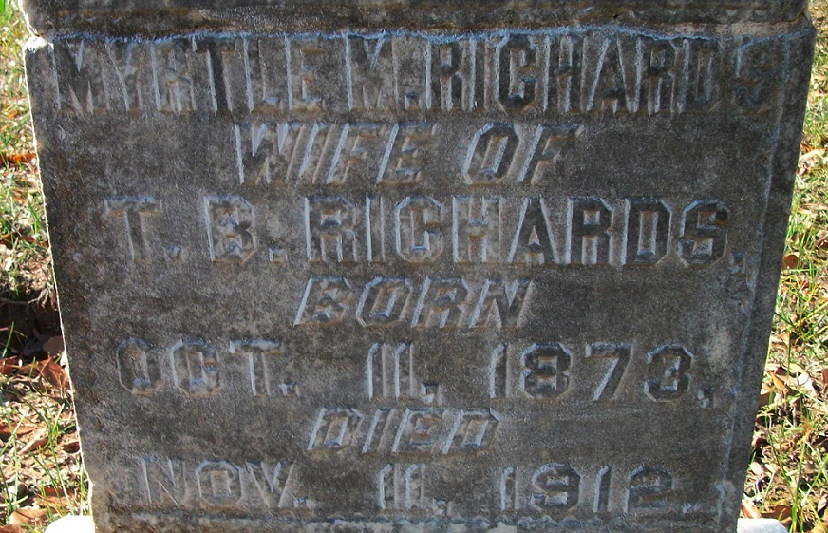 MYRTLE M. RICHARDS
WIFE OF
T. B. RICHARDS,
BORN
OCT. 11, 1873,
DIED
NOV. 11, 1912.